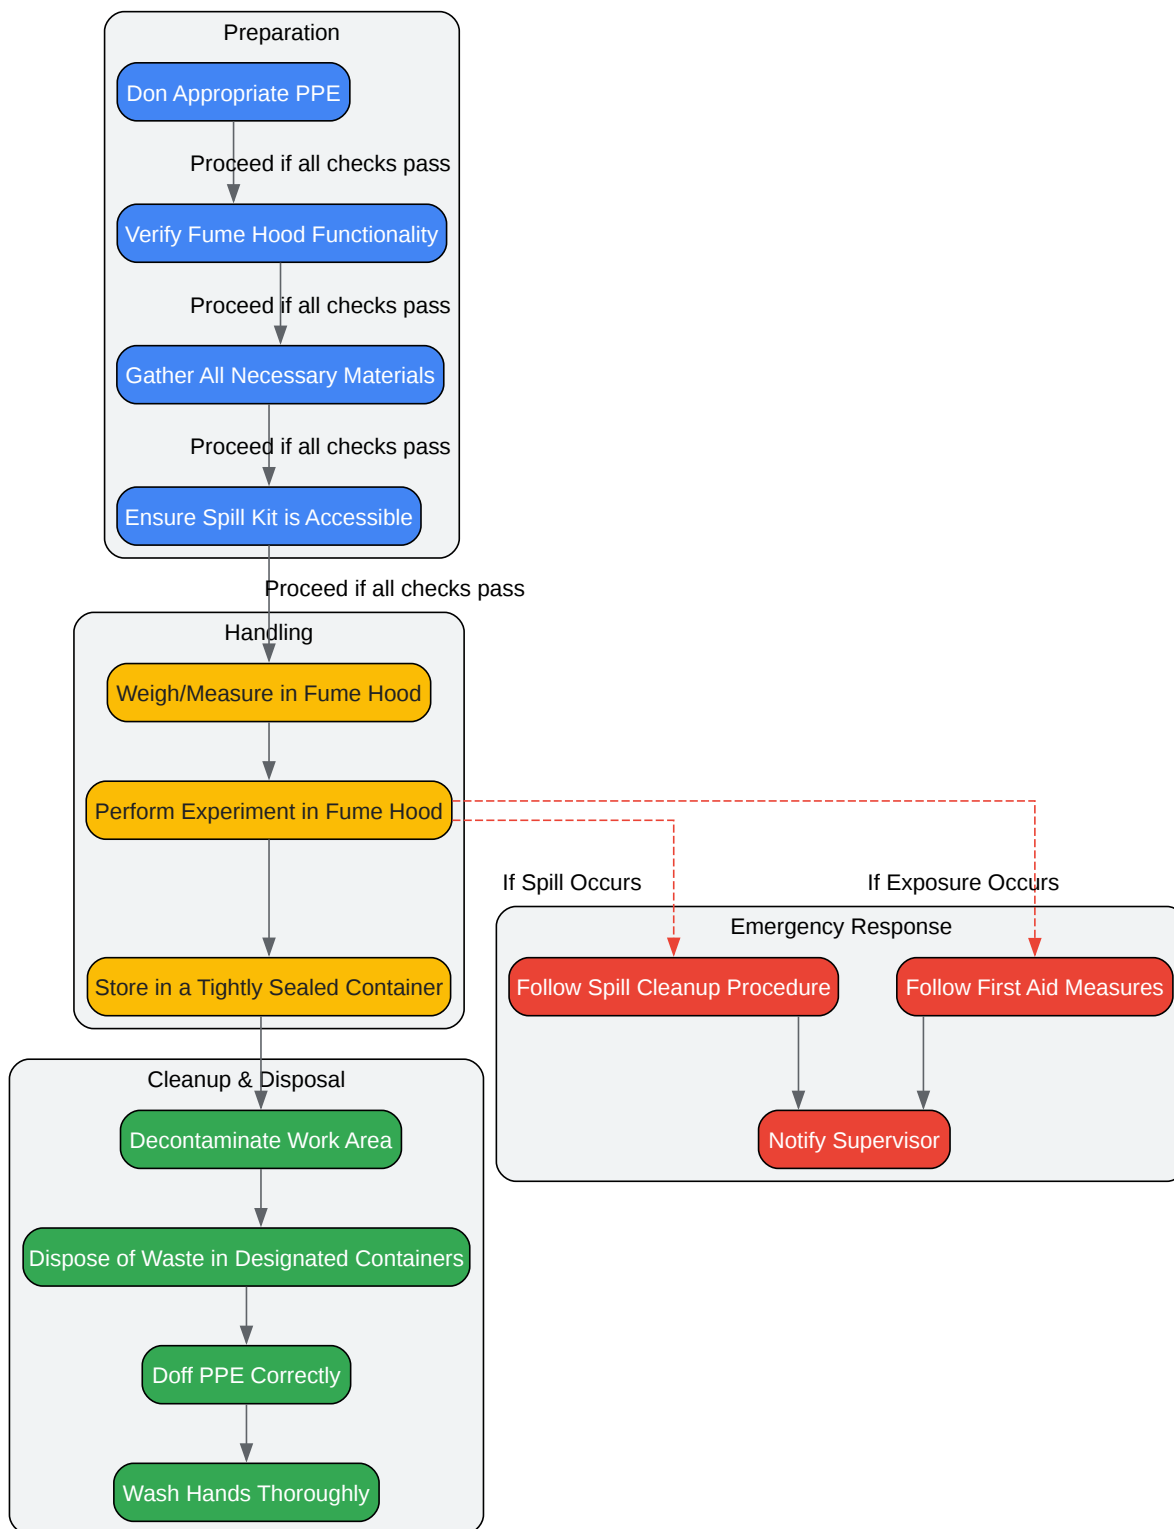 Preparation
Don Appropriate PPE
Proceed if all checks pass
Verify Fume Hood Functionality
Proceed if all checks pass
Gather All Necessary Materials
Proceed if all checks pass
Ensure Spill Kit is Accessible
Proceed if all checks pass
Handling
Weigh/Measure in Fume Hood
Perform Experiment in Fume Hood
If Spill Occurs
If Exposure Occurs
Emergency Response
Store in a Tightly Sealed Container
Follow Spill Cleanup Procedure
Follow First Aid Measures
Cleanup & Disposal
Decontaminate Work Area
Notify Supervisor
Dispose of Waste in Designated Containers
Doff PPE Correctly
Wash Hands Thoroughly